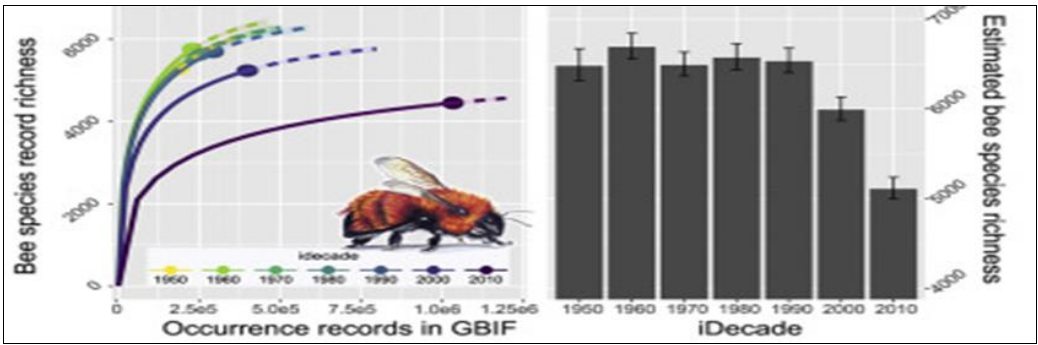 Bee species record richness
6000
4000
2000
0
idecade
1950 1960 1970 1980 1990 2000 2010
0 2.5e5 5.0e5 7.5e5 1.0e6 1.25e6
Occurrence records in GBIF
7000
6000
5000
4000
Estimated bee species richness
1950 1960 1970 1980 1990 2000 2010
iDecade